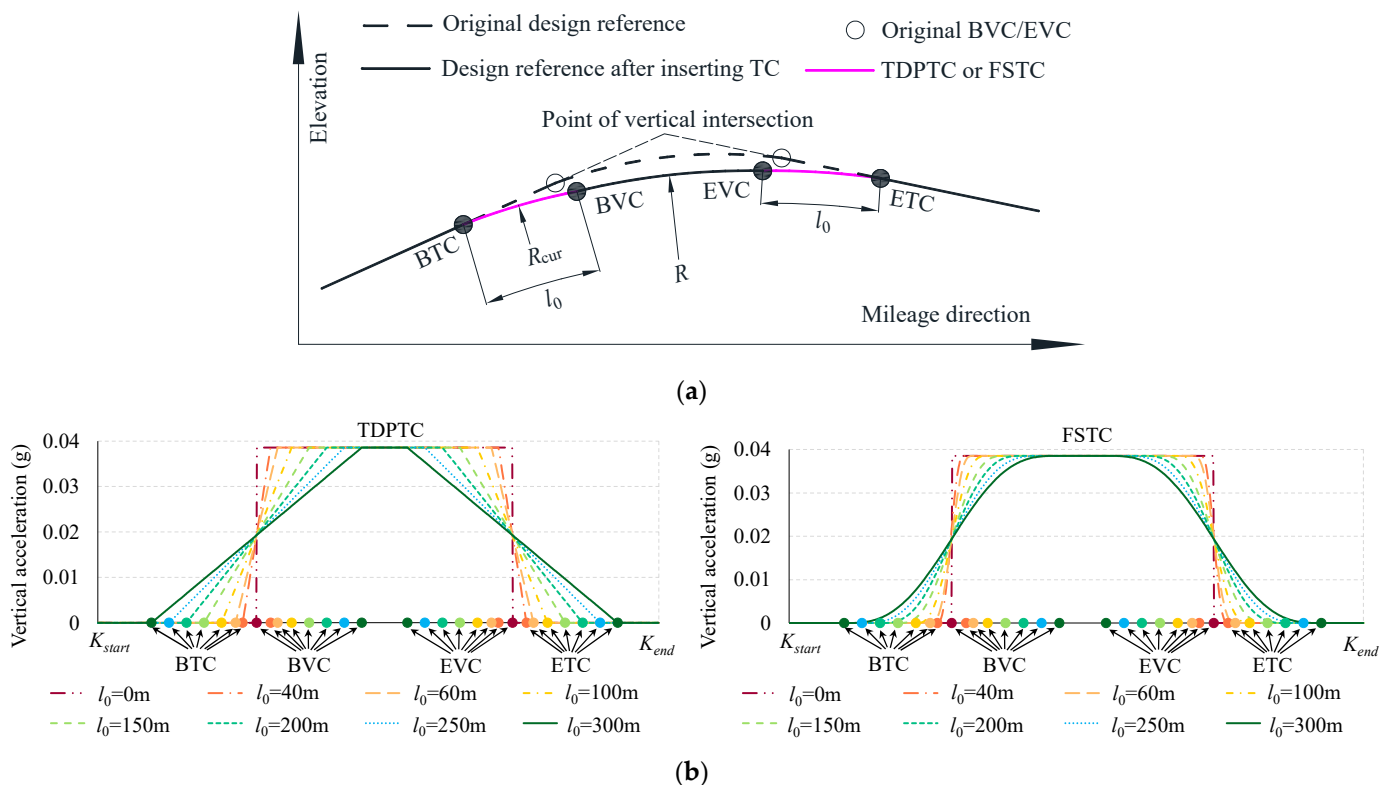 Original design reference
Original BVC/EVC
Design reference after inserting TC
TDPTC or FSTC
Elevation
Point of vertical intersection
BTC
BVC
EVC
ETC
l0
Rcur
R
l0
Mileage direction
(a)
TDPTC
Vertical acceleration (g)
0.04
0.03
0.02
0.01
0
Kstart
BTC
BVC
EVC
ETC
Kend
l0=0m
l0=40m
l0=60m
l0=100m
l0=150m
l0=200m
l0=250m
l0=300m
FSTC
Vertical acceleration (g)
0.04
0.03
0.02
0.01
0
Kstart
BTC
BVC
EVC
ETC
Kend
l0=0m
l0=40m
l0=60m
l0=100m
l0=150m
l0=200m
l0=250m
l0=300m
(b)